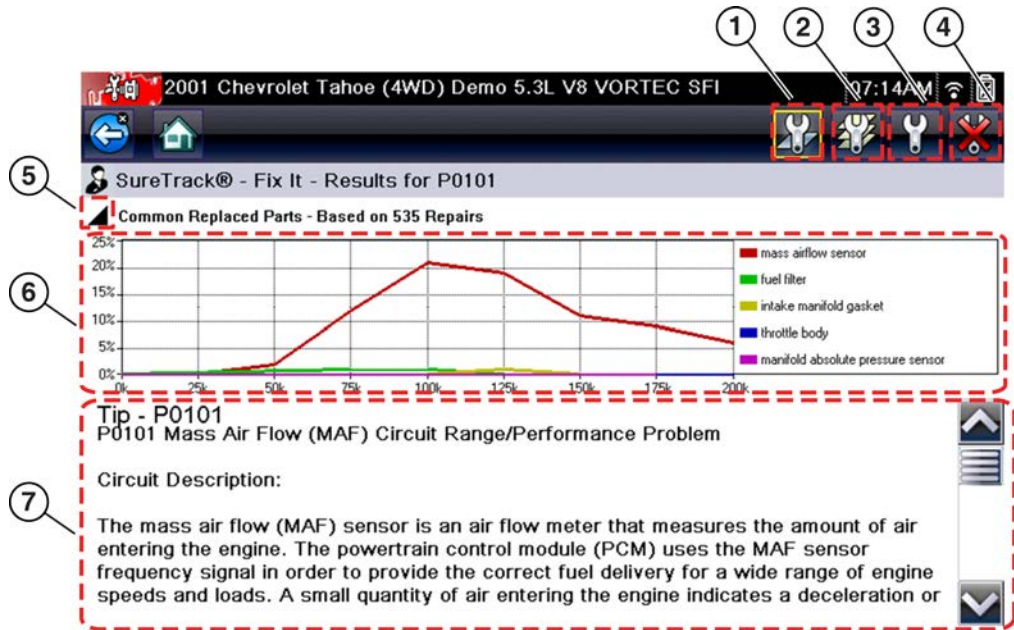 1 2 3 4
2001 Chevrolet Tahoe (4WD) Demo 5.3L V8 VORTEC SFI 07:14AM
SureTrack® - Fix It - Results for P0101
5
Common Replaced Parts - Based on 535 Repairs
25%
20%
15%
10%
5%
0%
0k 25k 50k 75k 100k 125k 150k 175k 200k
mass airflow sensor
fuel filter
intake manifold gasket
throttle body
manifold absolute pressure sensor
6
Tip - P0101
P0101 Mass Air Flow (MAF) Circuit Range/Performance Problem
Circuit Description:
7
The mass air flow (MAF) sensor is an air flow meter that measures the amount of air
entering the engine. The powertrain control module (PCM) uses the MAF sensor
frequency signal in order to provide the correct fuel delivery for a wide range of engine
speeds and loads. A small quantity of air entering the engine indicates a deceleration or